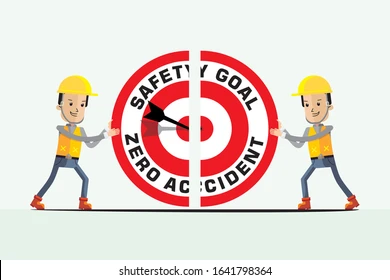 SAFETY GOAL
ZERO ACCIDENT
shutterstock.com · 1641798364